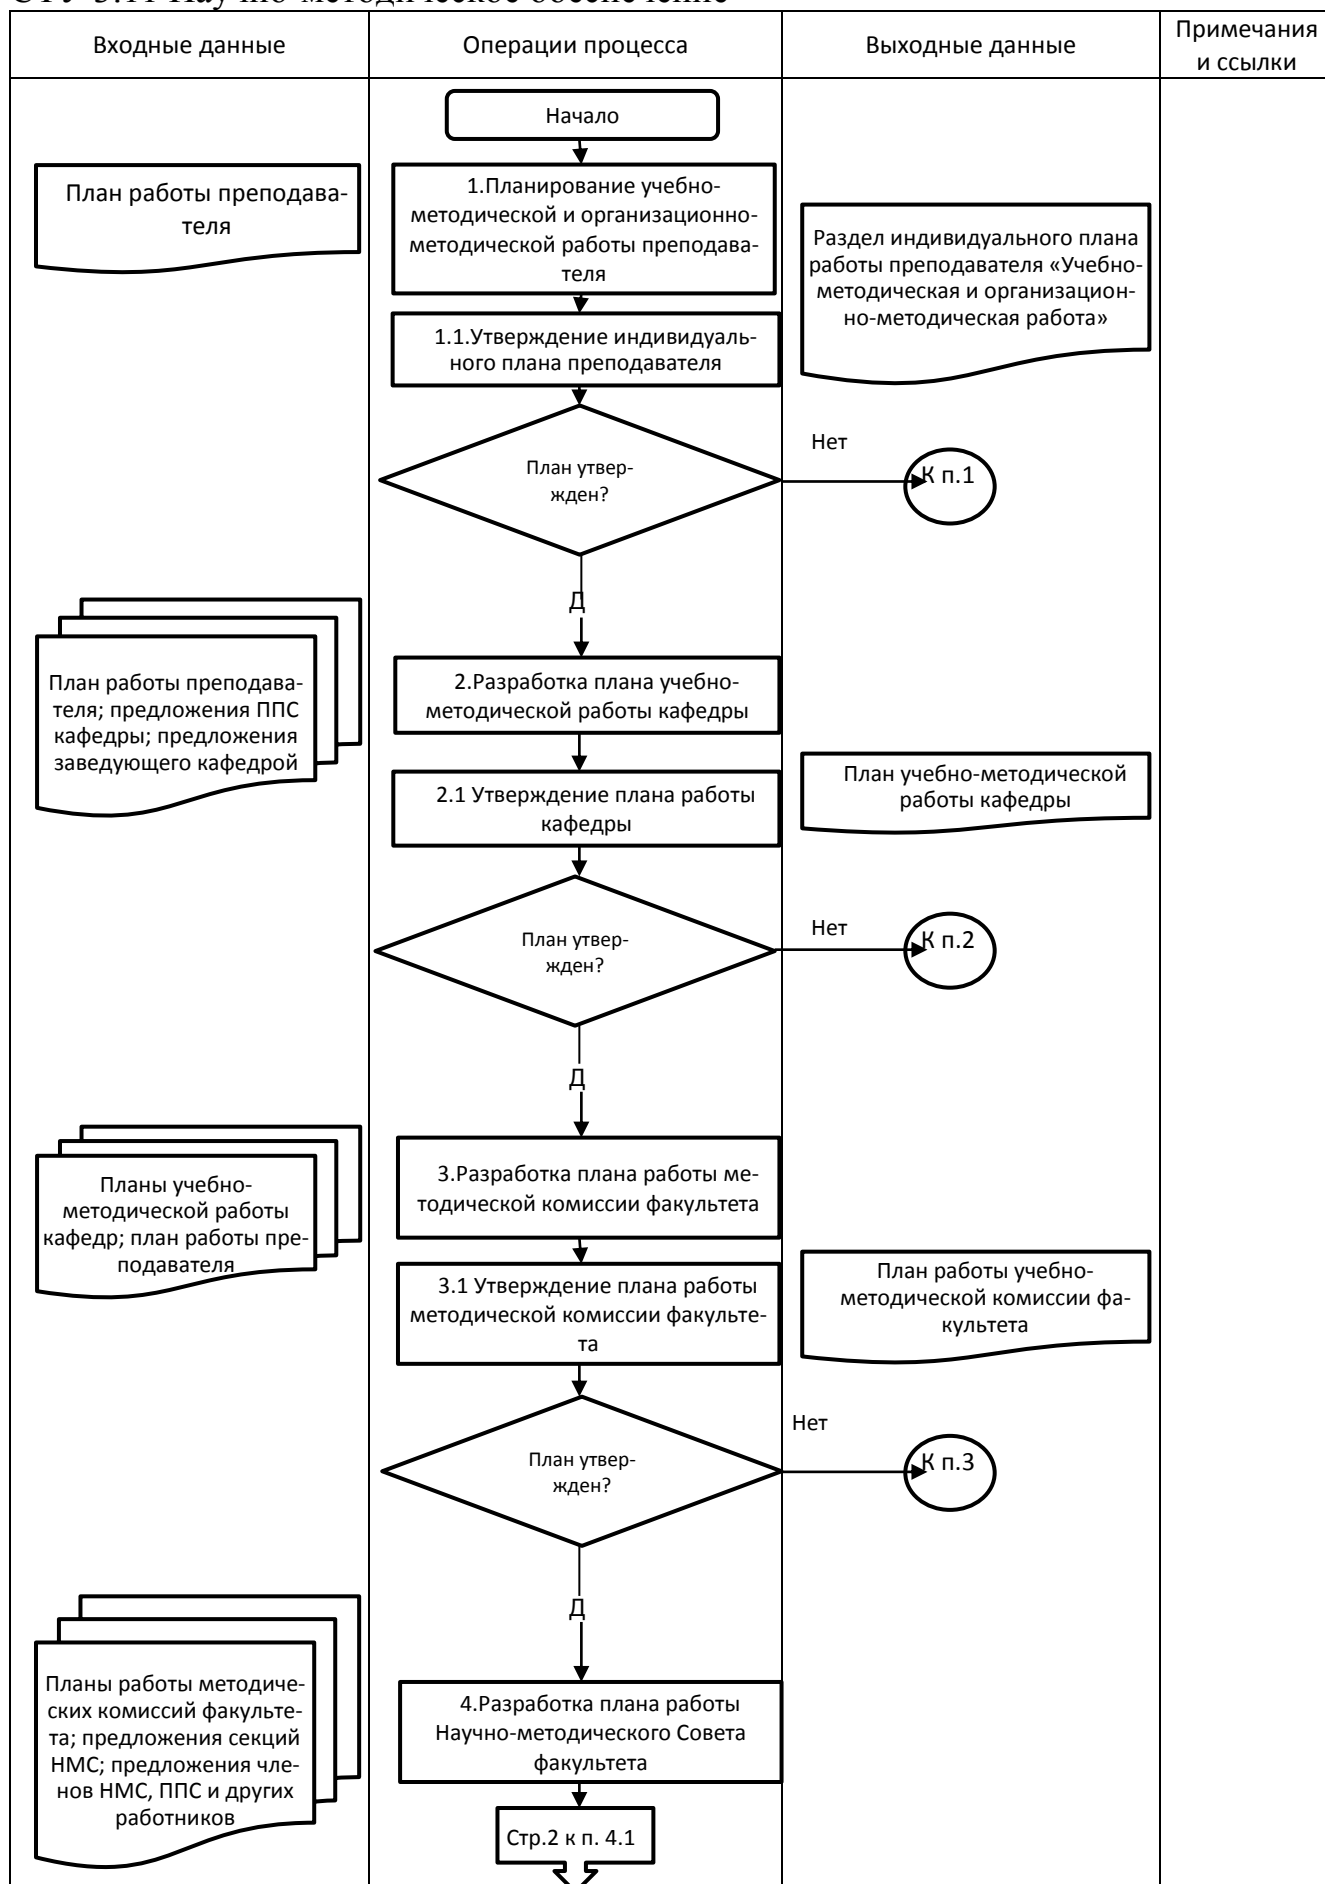 Входные данные
Операции процесса
Выходные данные
Примечания
и ссылки
Начало
План работы преподава-
теля
1.Планирование учебно-
методической и организационно-
методической работы преподава-
теля
Раздел индивидуального плана
работы преподавателя «Учебно-
методическая и организацион-
но-методическая работа»
1.1.Утверждение индивидуаль-
ного плана преподавателя
План утвер-
жден?
Нет
К п.1
Д
План работы преподава-
теля; предложения ППС
кафедры; предложения
заведующего кафедрой
2.Разработка плана учебно-
методической работы кафедры
2.1 Утверждение плана работы
кафедры
План учебно-методической
работы кафедры
План утвер-
жден?
Нет
К п.2
Д
Планы учебно-
методической работы
кафедр; план работы пре-
подавателя
3.Разработка плана работы ме-
тодической комиссии факультета
3.1 Утверждение плана работы
методической комиссии факульте-
та
План работы учебно-
методической комиссии фа-
культета
План утвер-
жден?
Нет
К п.3
Д
Планы работы методиче-
ских комиссий факульте-
та; предложения секций
НМС; предложения чле-
нов НМС, ППС и других
работников
4.Разработка плана работы
Научно-методического Совета
факультета
Стр.2 к п. 4.1